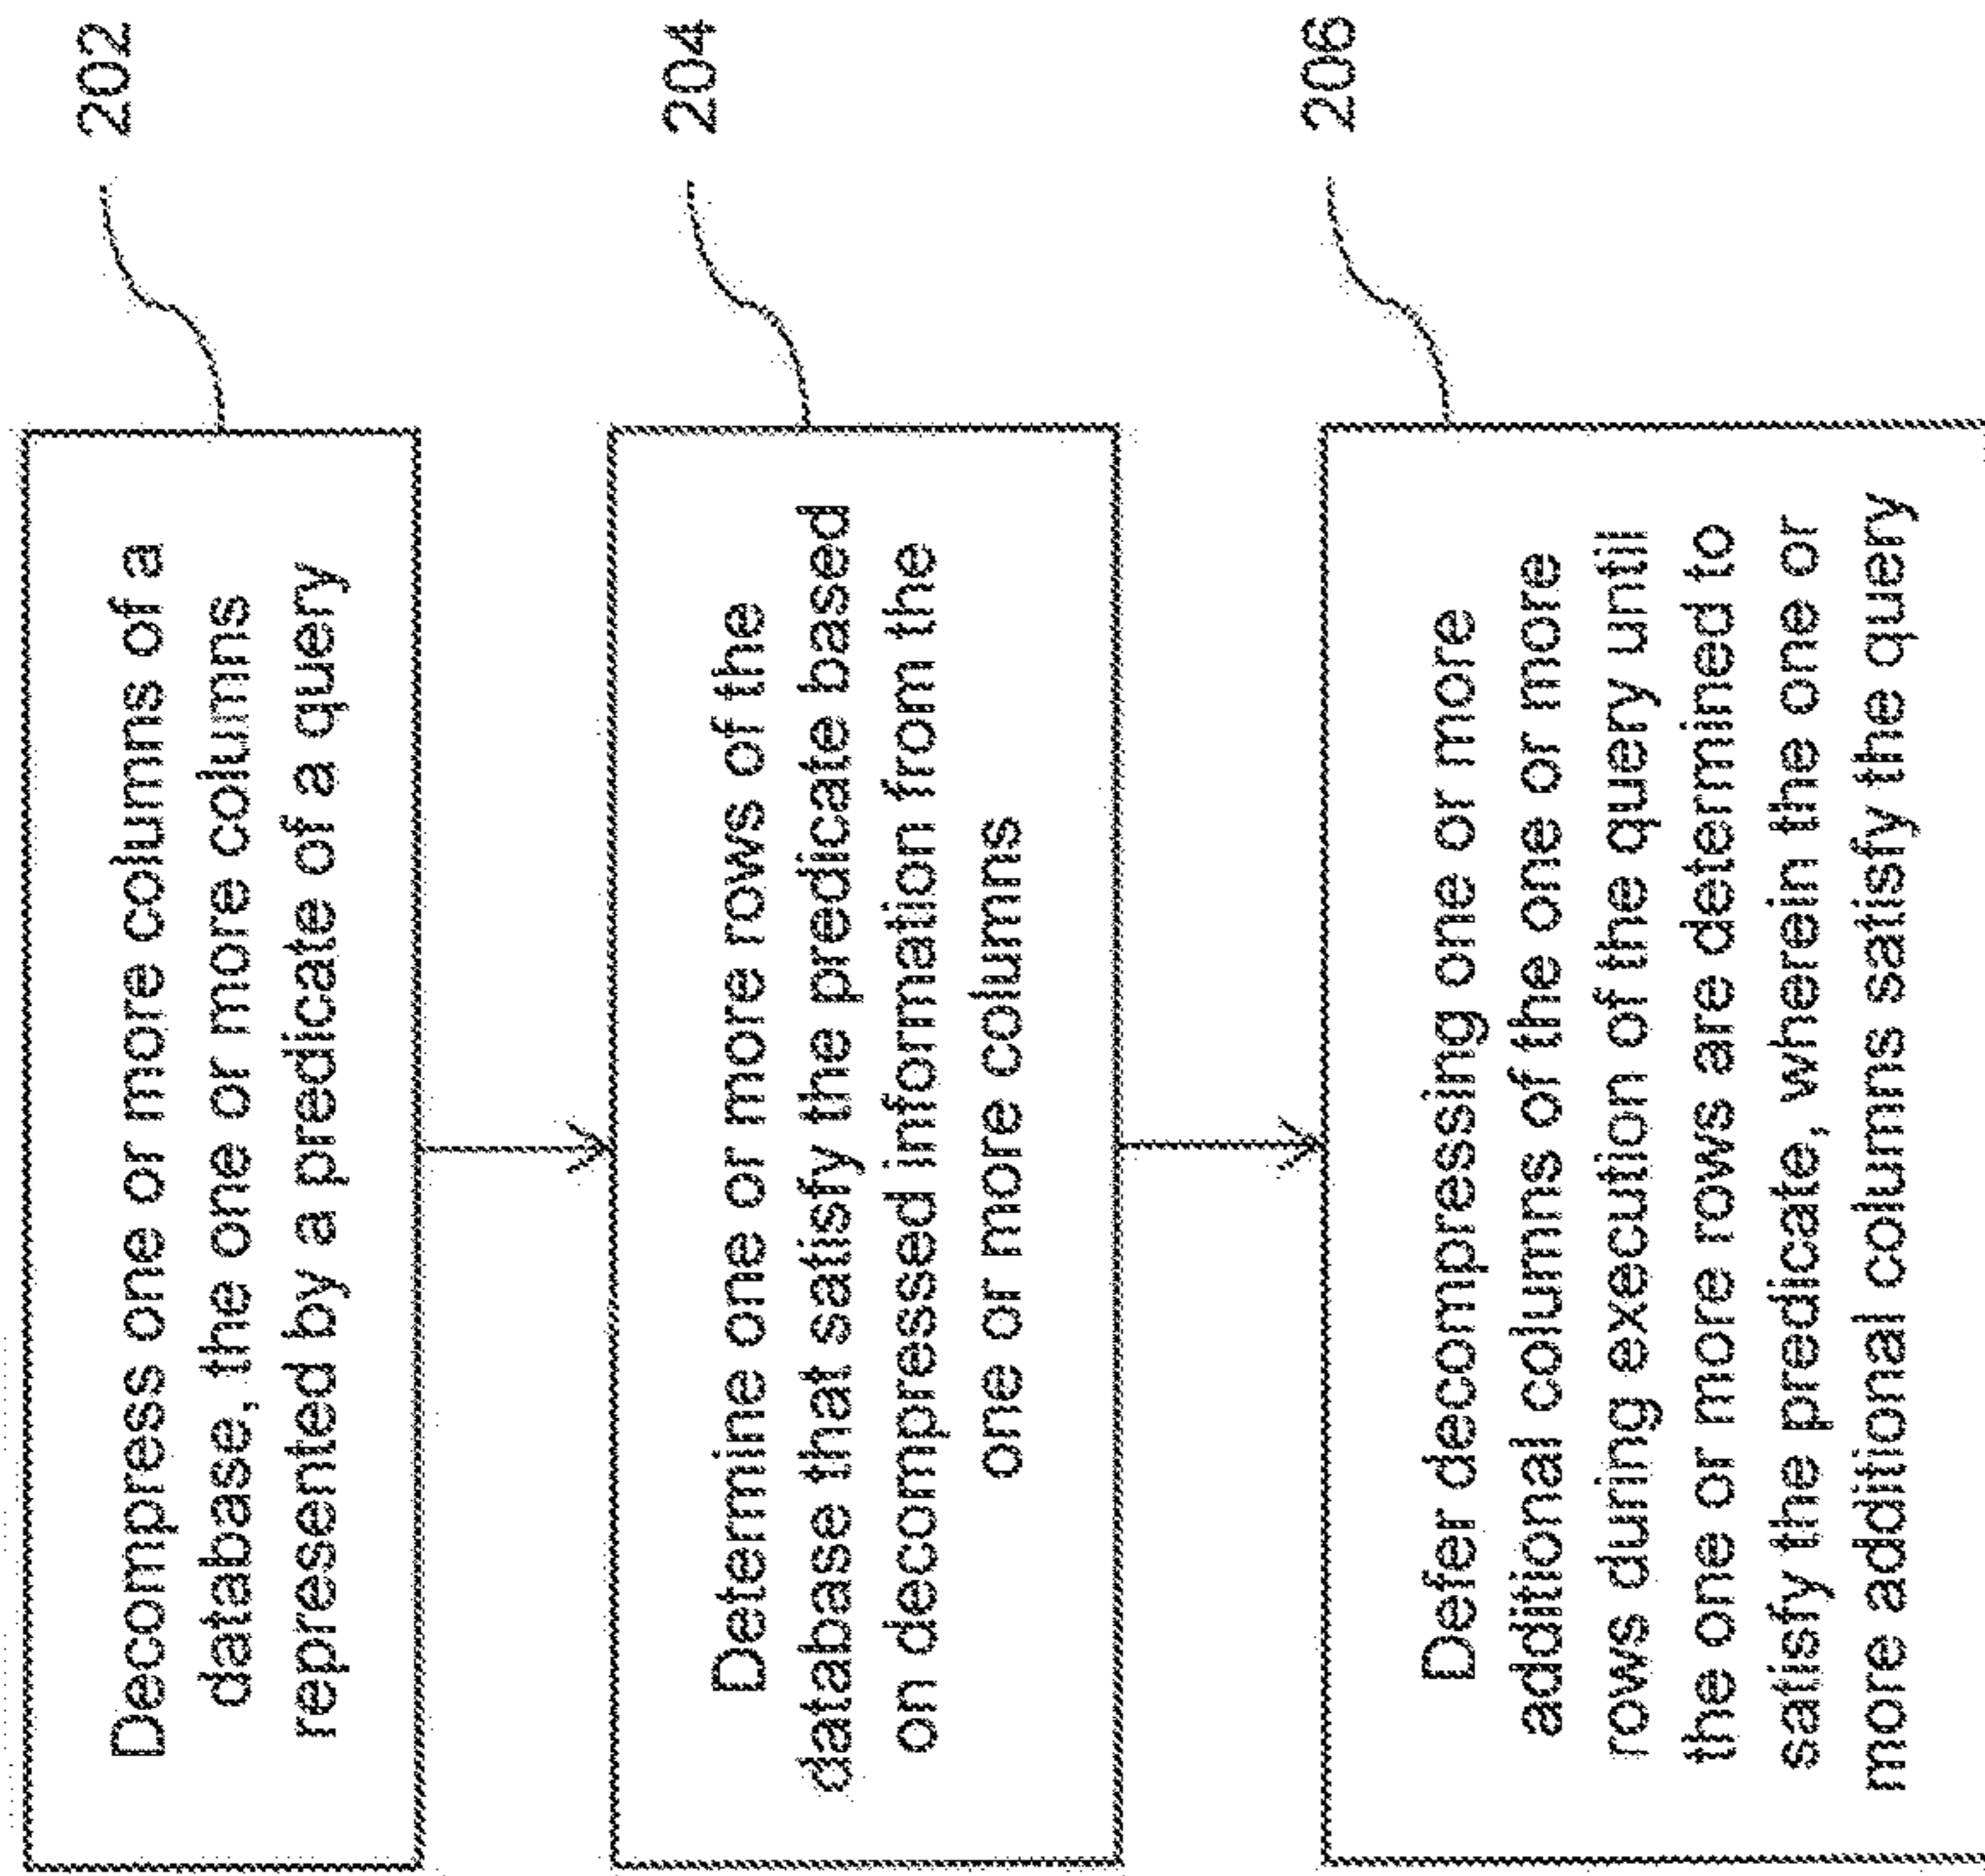 202
Decompress one or more columns of a
database, the one or more columns
represented by a predicate of a query
204
Determine one or more rows of the
database that satisfy the predicate based
on decompressed information from the
one or more columns
206
Defer decompressing one or more
additional columns of the one or more
rows during execution of the query until
the one or more rows are determined to
satisfy the predicate, wherein the one or
more additional columns satisfy the query